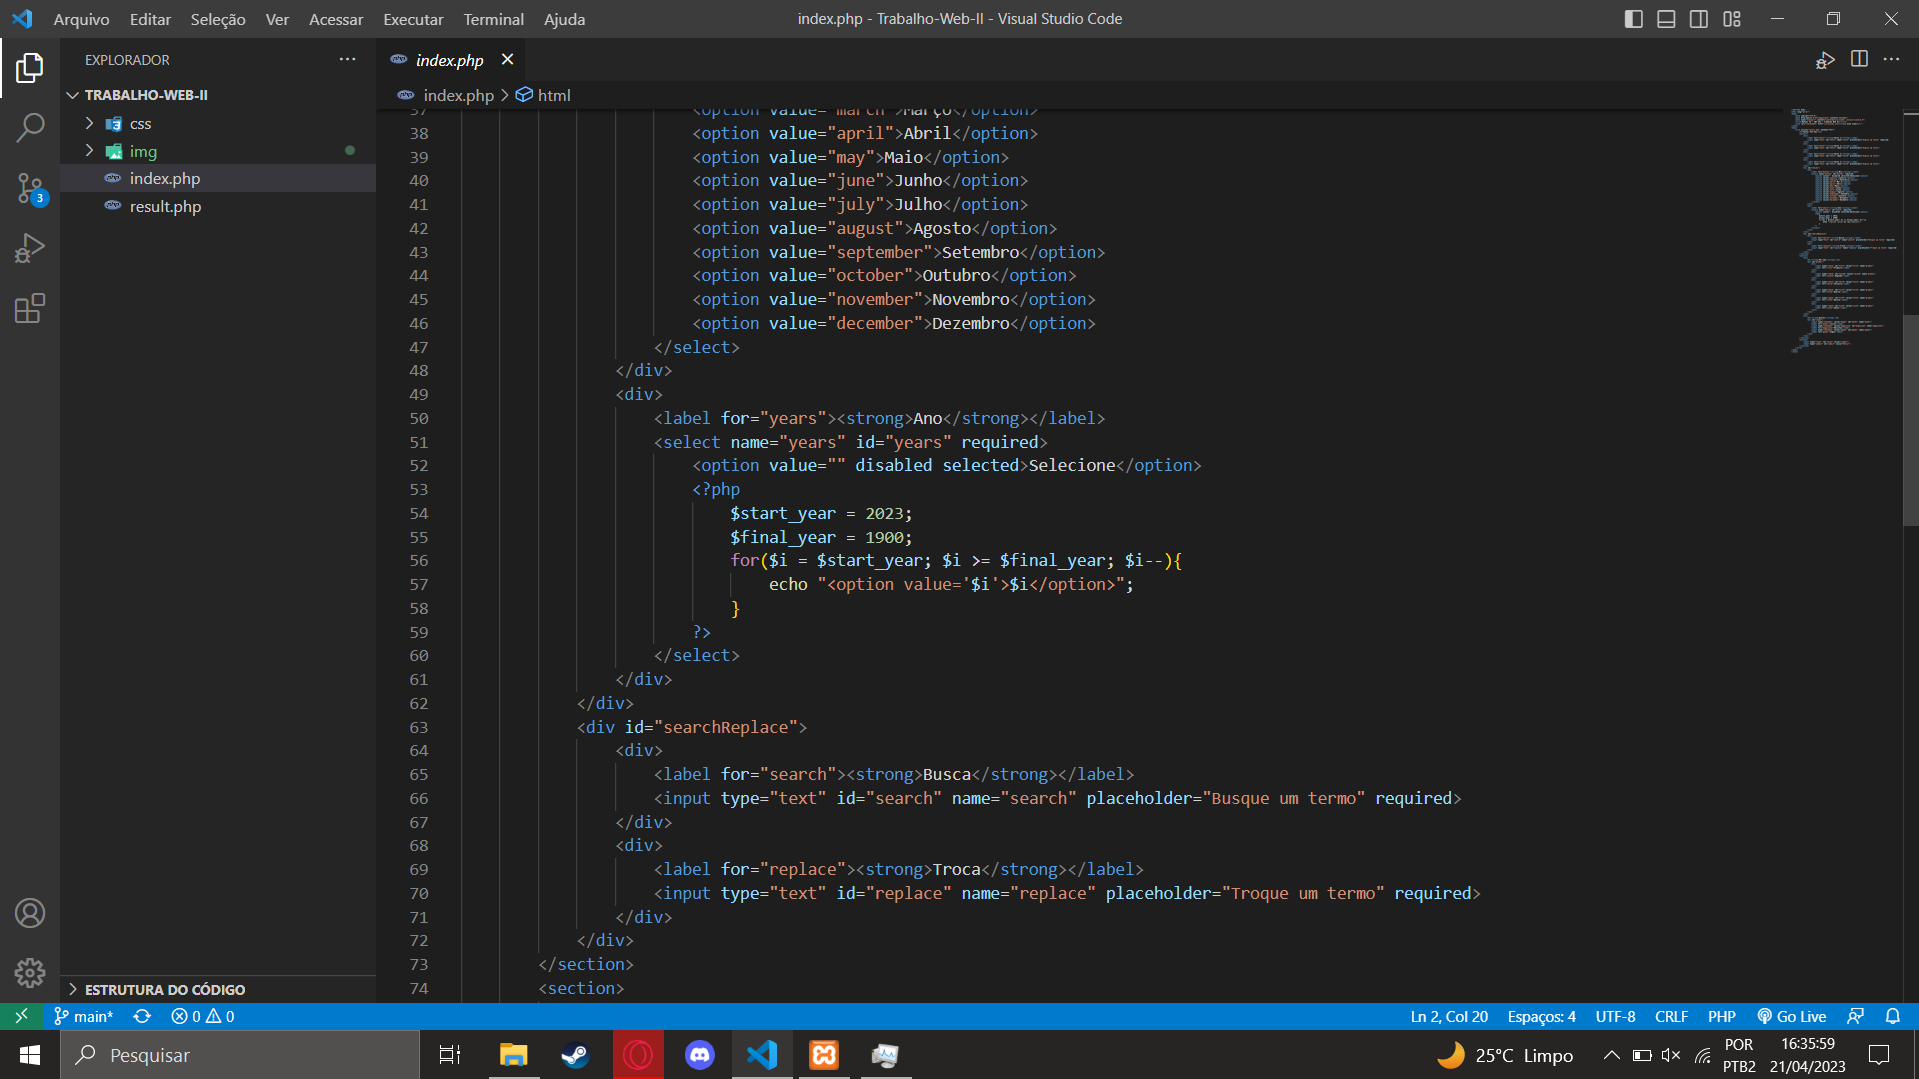 Arquivo Editar Seleção Ver Acessar Executar Terminal Ajuda
index.php - Trabalho-Web-II - Visual Studio Code
EXPLORADOR
index.php
TRABALHO-WEB-II
css
img
index.php
result.php
3
index.php > html
37 <option value="march">Março</option>
38 <option value="april">Abril</option>
39 <option value="may">Maio</option>
40 <option value="june">Junho</option>
41 <option value="july">Julho</option>
42 <option value="august">Agosto</option>
43 <option value="september">Setembro</option>
44 <option value="october">Outubro</option>
45 <option value="november">Novembro</option>
46 <option value="december">Dezembro</option>
47 </select>
48 </div>
49 <div>
50 <label for="years"><strong>Ano</strong></label>
51 <select name="years" id="years" required>
52 <option value="" disabled selected>Selecione</option>
53 <?php
54 $start_year = 2023;
55 $final_year = 1900;
56 for($i = $start_year; $i >= $final_year; $i--){
57 echo "<option value='$i'>$i</option>";
58 }
59 ?>
60 </select>
61 </div>
62 </div>
63 <div id="searchReplace">
64 <div>
65 <label for="search"><strong>Busca</strong></label>
66 <input type="text" id="search" name="search" placeholder="Busque um termo" required>
67 </div>
68 <div>
69 <label for="replace"><strong>Troca</strong></label>
70 <input type="text" id="replace" name="replace" placeholder="Troque um termo" required>
71 </div>
72 </div>
73 </section>
74 <section>
ESTRUTURA DO CÓDIGO
main* 0 0
Ln 2, Col 20 Espaços: 4 UTF-8 CRLF PHP Go Live
Pesquisar
25°C Limpo
POR
PTB2
16:35:59
21/04/2023